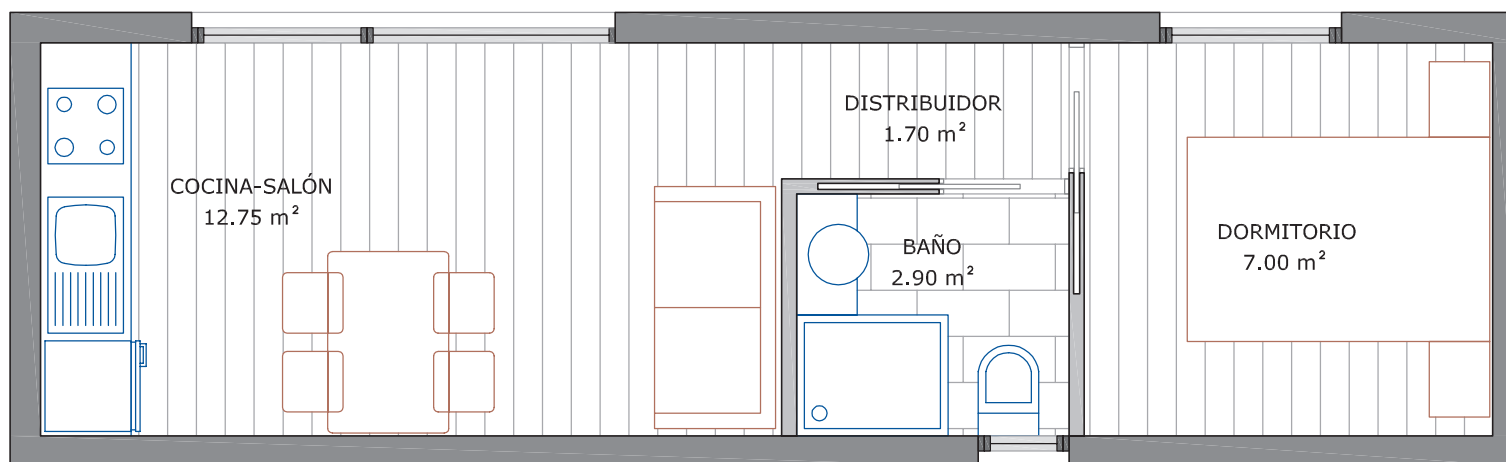 COCINA-SALÓN
12.75 m²
DISTRIBUIDOR
1.70 m²
BAÑO
2.90 m²
DORMITORIO
7.00 m²